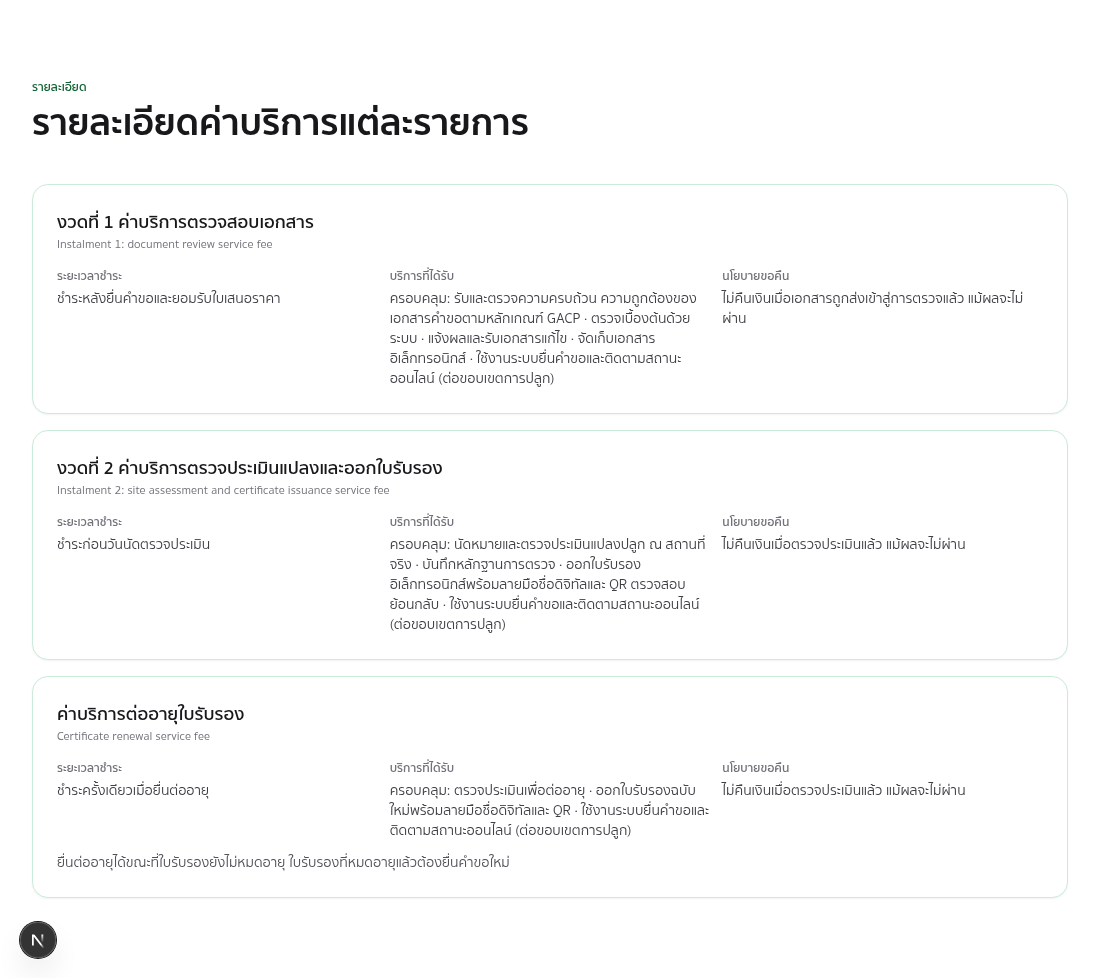 รายละเอียด
รายละเอียดค่าบริการแต่ละรายการ
งวดที่ 1 ค่าบริการตรวจสอบเอกสาร
Instalment 1: document review service fee
ระยะเวลาชำระ
ชำระหลังยื่นคำขอและยอมรับใบเสนอราคา
บริการที่ได้รับ
ครอบคลุม: รับและตรวจความครบถ้วน ความถูกต้องของ
เอกสารคำขอตามหลักเกณฑ์ GACP · ตรวจเบื้องต้นด้วย
ระบบ · แจ้งผลและรับเอกสารแก้ไข · จัดเก็บเอกสาร
อิเล็กทรอนิกส์ · ใช้งานระบบยื่นคำขอและติดตามสถานะ
ออนไลน์ (ต่อขอบเขตการปลูก)
นโยบายขอคืน
ไม่คืนเงินเมื่อเอกสารถูกส่งเข้าสู่การตรวจแล้ว แม้ผลจะไม่
ผ่าน
งวดที่ 2 ค่าบริการตรวจประเมินแปลงและออกใบรับรอง
Instalment 2: site assessment and certificate issuance service fee
ระยะเวลาชำระ
ชำระก่อนวันนัดตรวจประเมิน
บริการที่ได้รับ
ครอบคลุม: นัดหมายและตรวจประเมินแปลงปลูก ณ สถานที่
จริง · บันทึกหลักฐานการตรวจ · ออกใบรับรอง
อิเล็กทรอนิกส์พร้อมลายมือชื่อดิจิทัลและ QR ตรวจสอบ
ย้อนกลับ · ใช้งานระบบยื่นคำขอและติดตามสถานะออนไลน์
(ต่อขอบเขตการปลูก)
นโยบายขอคืน
ไม่คืนเงินเมื่อตรวจประเมินแล้ว แม้ผลจะไม่ผ่าน
ค่าบริการต่ออายุใบรับรอง
Certificate renewal service fee
ระยะเวลาชำระ
ชำระครั้งเดียวเมื่อยื่นต่ออายุ
บริการที่ได้รับ
ครอบคลุม: ตรวจประเมินเพื่อต่ออายุ · ออกใบรับรองฉบับ
ใหม่พร้อมลายมือชื่อดิจิทัลและ QR · ใช้งานระบบยื่นคำขอและ
ติดตามสถานะออนไลน์ (ต่อขอบเขตการปลูก)
นโยบายขอคืน
ไม่คืนเงินเมื่อตรวจประเมินแล้ว แม้ผลจะไม่ผ่าน
ยื่นต่ออายุได้ขณะที่ใบรับรองยังไม่หมดอายุ ใบรับรองที่หมดอายุแล้วต้องยื่นคำขอใหม่
N